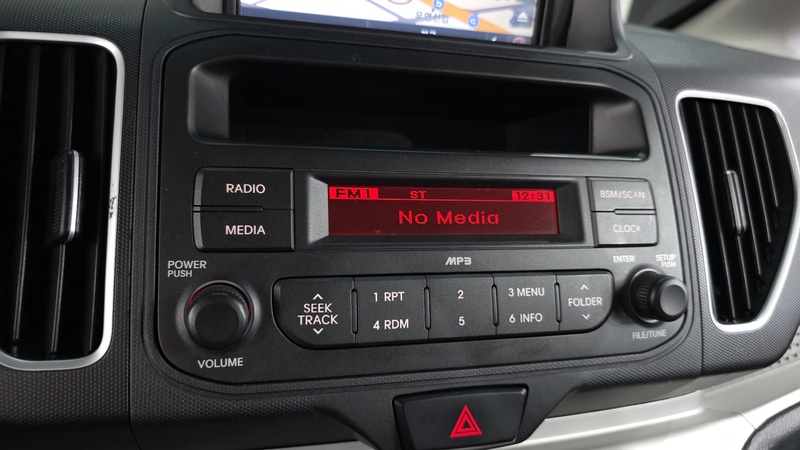 RADIO
MEDIA
FM1 ST 12:31
No Media
BSM/SCAN
CLOCK
MP3
POWER
PUSH
VOLUME
SEEK
TRACK
1 RPT
4 RDM
2
5
3 MENU
6 INFO
FOLDER
ENTER
SETUP
PUSH
FILE/TUNE